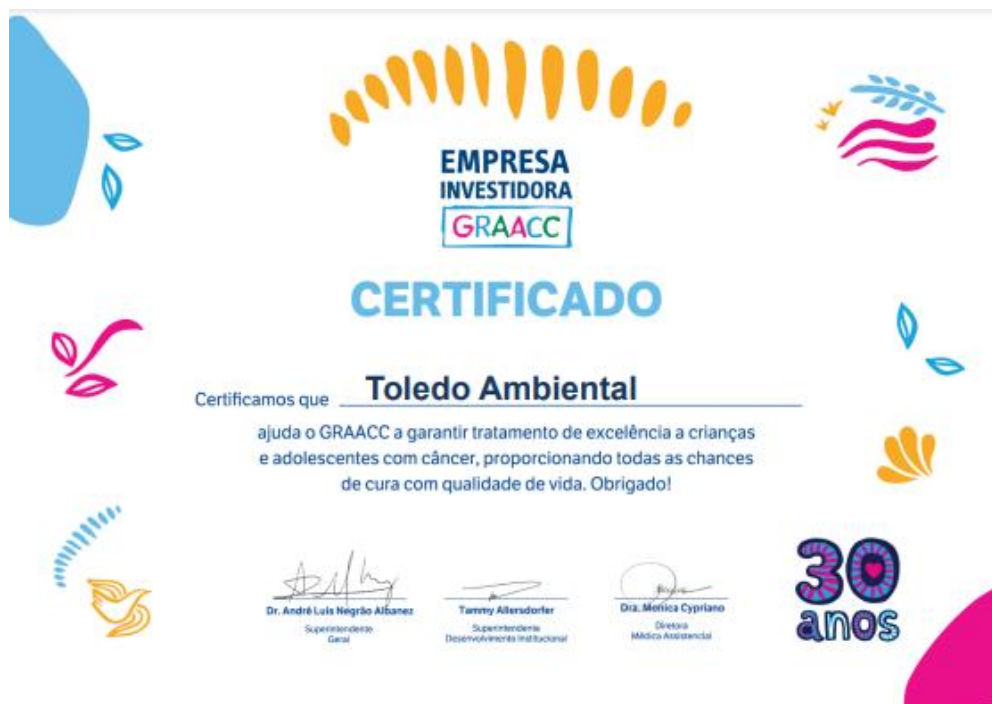 EMPRESA
INVESTIDORA
GRAACC
CERTIFICADO
Certificamos que Toledo Ambiental
ajuda o GRAACC a garantir tratamento de excelência a crianças
e adolescentes com câncer, proporcionando todas as chances
de cura com qualidade de vida. Obrigado!
Dr. André Luis Negrão Albanez
Superintendente
Geral
Tammy Allersdorfer
Superintendente
Desenvolvimento Institucional
Dra. Monica Cypriano
Diretora
Médica Assistencial
30
anos